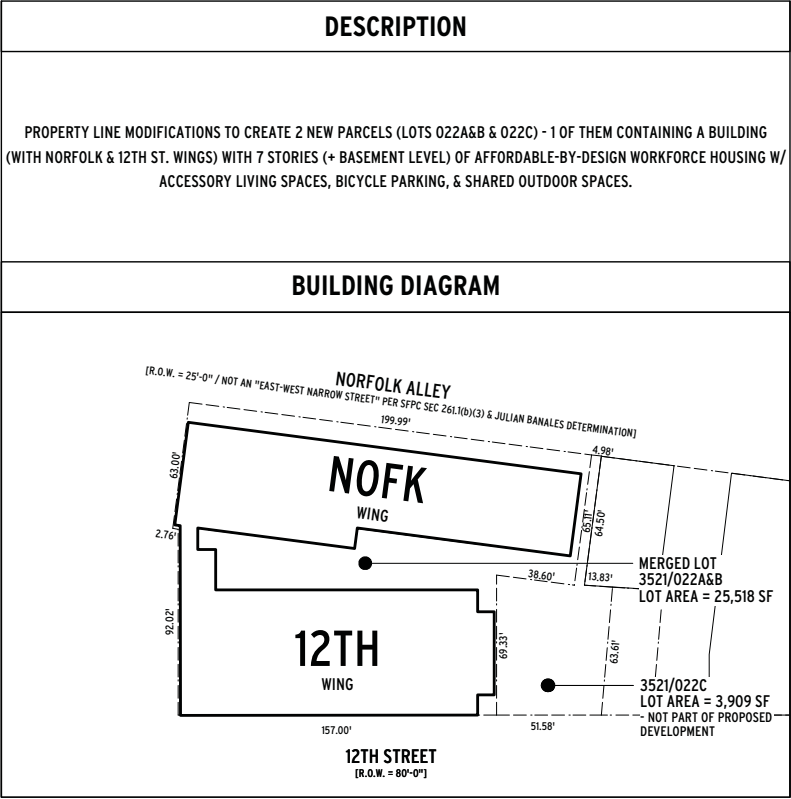 DESCRIPTION
PROPERTY LINE MODIFICATIONS TO CREATE 2 NEW PARCELS (LOTS 022A&B & 022C) - 1 OF THEM CONTAINING A BUILDING
(WITH NORFOLK & 12TH ST. WINGS) WITH 7 STORIES (+ BASEMENT LEVEL) OF AFFORDABLE-BY-DESIGN WORKFORCE HOUSING W/
ACCESSORY LIVING SPACES, BICYCLE PARKING, & SHARED OUTDOOR SPACES.
BUILDING DIAGRAM
NORFOLK ALLEY
[R.O.W. = 25'-0" / NOT AN "EAST-WEST NARROW STREET" PER SFPC SEC 261.1(b)(3) & JULIAN BANALES DETERMINATION]
199.99'
4.98'
63.00'
NOFK
WING
65.11'
64.50'
2.76'
38.60'
13.83'
MERGED LOT
3521/022A&B
LOT AREA = 25,518 SF
92.02'
12TH
WING
69.33'
63.61'
3521/022C
LOT AREA = 3,909 SF
- NOT PART OF PROPOSED
DEVELOPMENT
157.00'
51.58'
12TH STREET
[R.O.W. = 80'-0"]